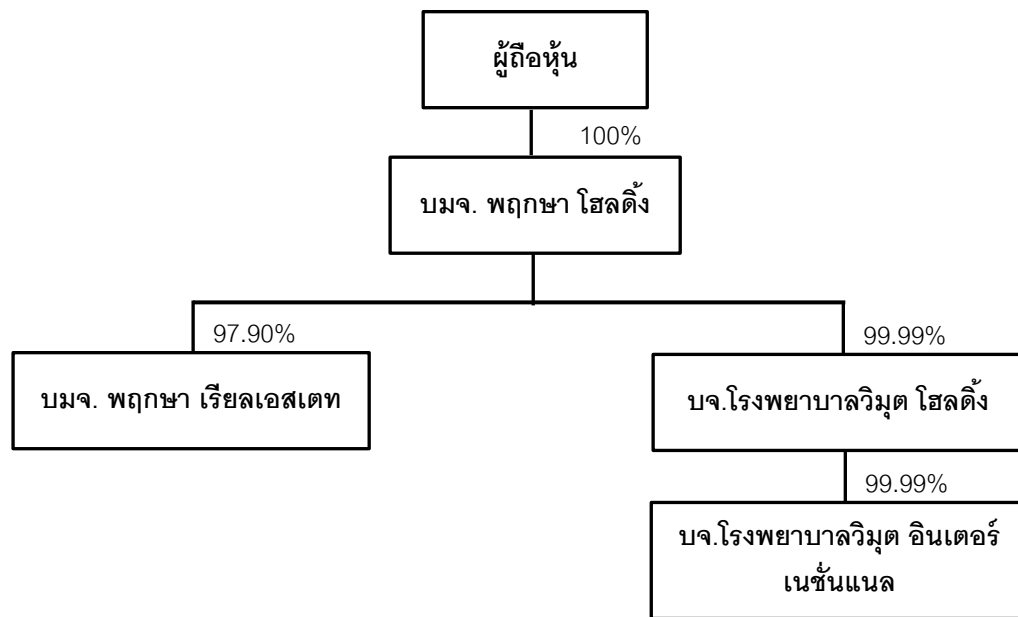 ผู้ถือหุ้น
100%
บมจ. พฤกษา โฮลดิ้ง
97.90%
99.99%
บมจ. พฤกษา เรียลเอสเตท
บจ.โรงพยาบาลวิมุต โฮลดิ้ง
99.99%
บจ.โรงพยาบาลวิมุต อินเตอร์
เนชั่นแนล